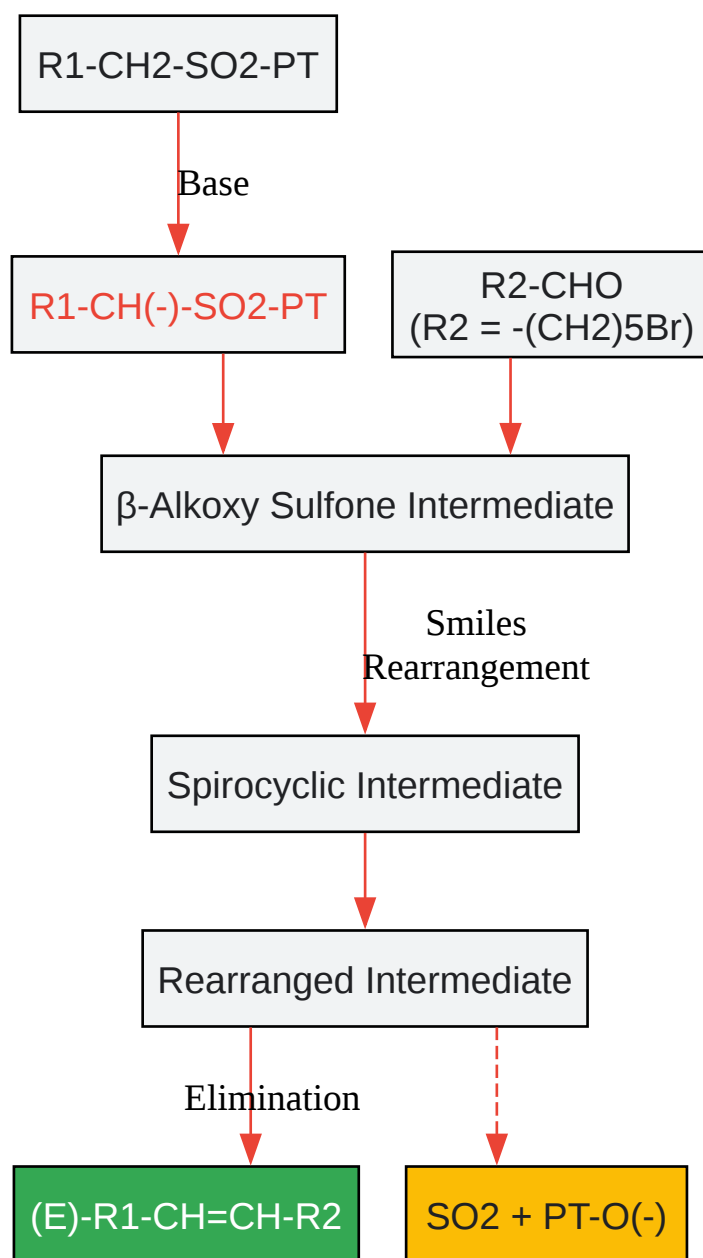 R1-CH2-SO2-PT
Base
R1-CH(-)-SO2-PT
R2-CHO
(R2 = -(CH2)5Br)
β-Alkoxy Sulfone Intermediate
Smiles
Rearrangement
Spirocyclic Intermediate
Rearranged Intermediate
Elimination
(E)-R1-CH=CH-R2
SO2 + PT-O(-)